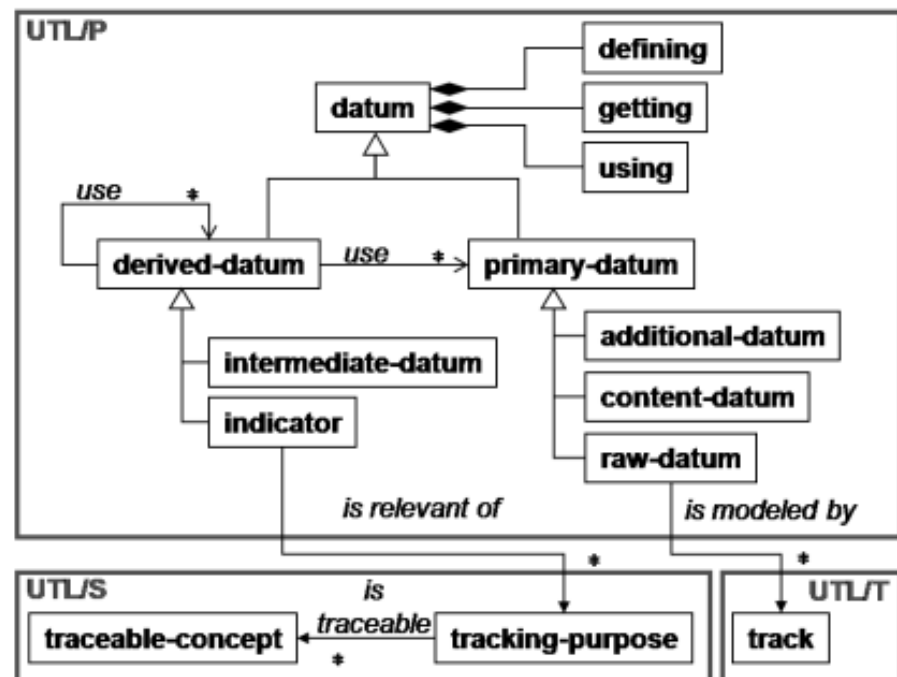 UTL/P
defining
datum
getting
using
use *
derived-datum
use *
primary-datum
additional-datum
intermediate-datum
content-datum
indicator
raw-datum
is relevant of
is modeled by
*
*
UTL/S
is
UTL/T
traceable-concept
traceable
*
tracking-purpose
track